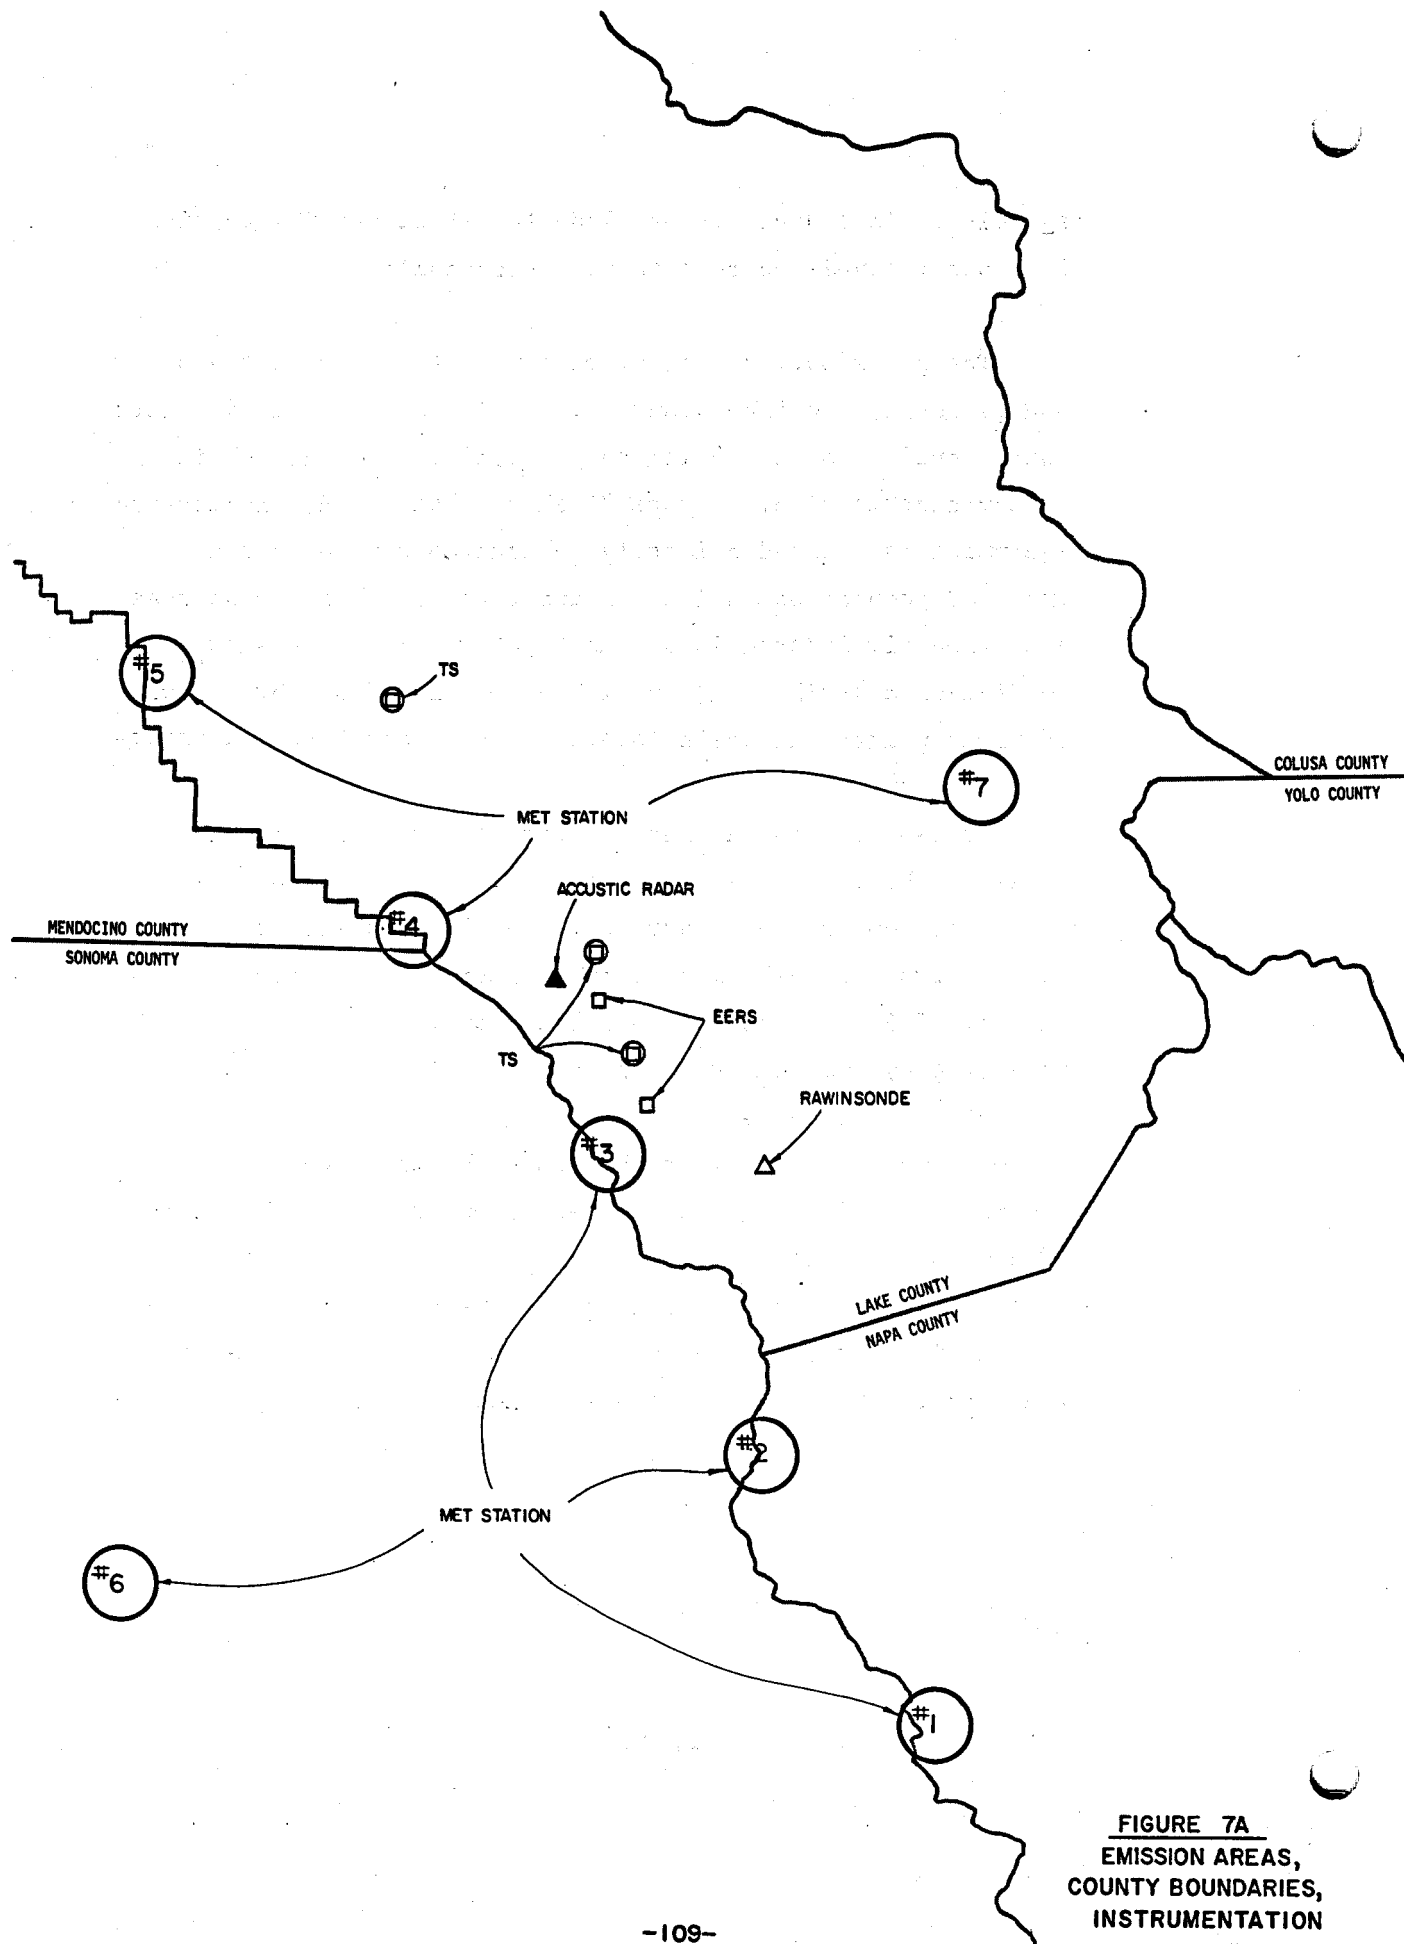 #5
TS
#7
COLUSA COUNTY
YOLO COUNTY
MET STATION
ACCUSTIC RADAR
#4
MENDOCINO COUNTY
SONOMA COUNTY
EERS
TS
RAWINSONDE
#3
LAKE COUNTY
NAPA COUNTY
#2
MET STATION
#6
#1
FIGURE 7A
EMISSION AREAS,
COUNTY BOUNDARIES,
INSTRUMENTATION
-109-